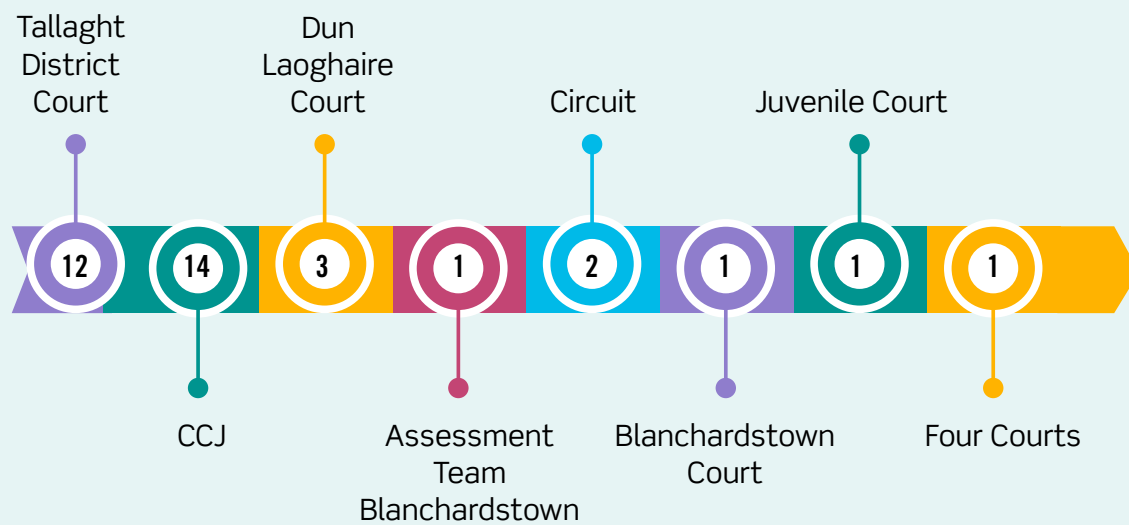 Tallaght
District
Court
Dun
Laoghaire
Court
Circuit
Juvenile Court
12
14
3
1
2
1
1
1
CCJ
Assessment
Team
Blanchardstown
Blanchardstown
Court
Four Courts